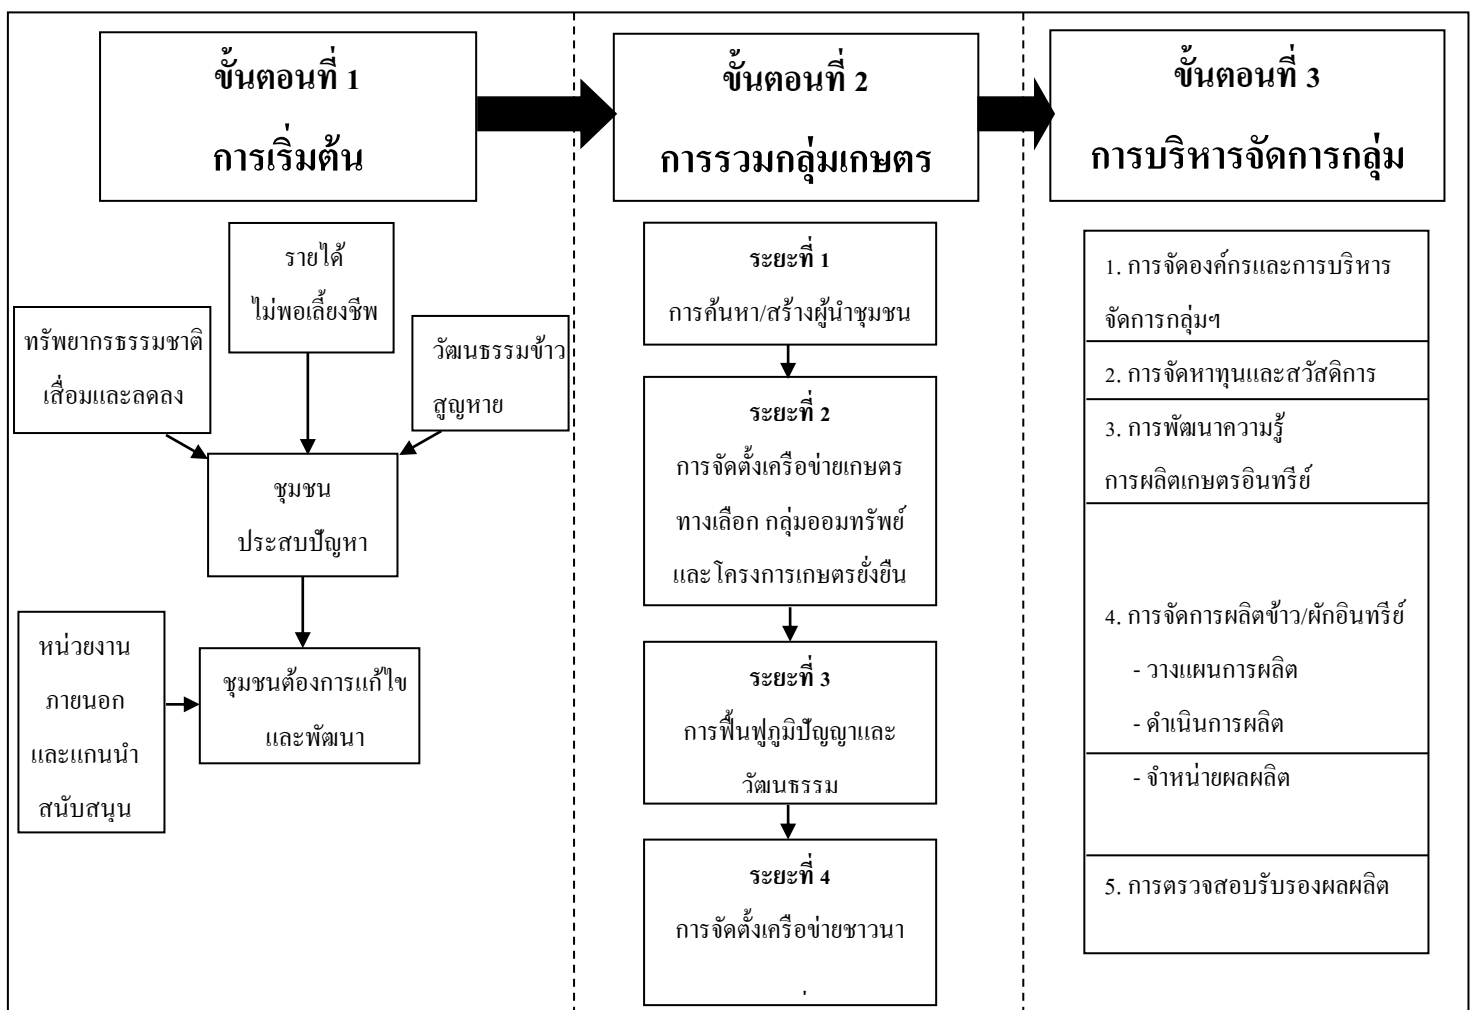 ขั้นตอนที่ 1
การเริ่มต้น
ขั้นตอนที่ 2
การรวมกลุ่มเกษตร
ขั้นตอนที่ 3
การบริหารจัดการกลุ่ม
รายได้
ไม่พอเลี้ยงชีพ
ทรัพยากรธรรมชาติ
เสื่อมและลดลง
วัฒนธรรมข้าว
สูญหาย
ชุมชน
ประสบปัญหา
หน่วยงาน
ภายนอก
และแกนนำ
สนับสนุน
ชุมชนต้องการแก้ไข
และพัฒนา
ระยะที่ 1
การค้นหา/สร้างผู้นำชุมชน
ระยะที่ 2
การจัดตั้งเครือข่ายเกษตร
ทางเลือก กลุ่มออมทรัพย์
และโครงการเกษตรยั่งยืน
ระยะที่ 3
การฟื้นฟูภูมิปัญญาและ
วัฒนธรรม
ระยะที่ 4
การจัดตั้งเครือข่ายชาวนา
1. การจัดองค์กรและการบริหาร
จัดการกลุ่มฯ
2. การจัดหาทุนและสวัสดิการ
3. การพัฒนาความรู้
การผลิตเกษตรอินทรีย์
4. การจัดการผลิตข้าว/ผักอินทรีย์
- วางแผนการผลิต
- ดำเนินการผลิต
- จำหน่ายผลผลิต
5. การตรวจสอบรับรองผลผลิต